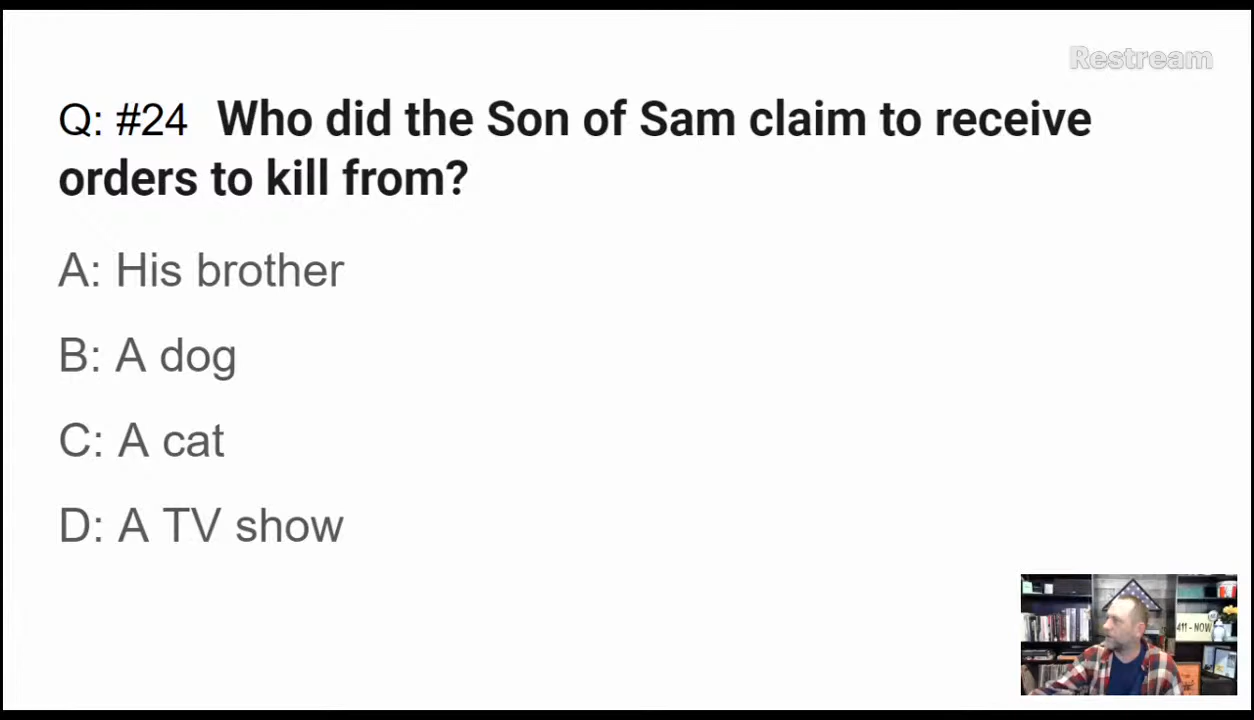 Restream
Q: #24 Who did the Son of Sam claim to receive
orders to kill from?
A: His brother
B: A dog
C: A cat
D: A TV show
411 - NOW